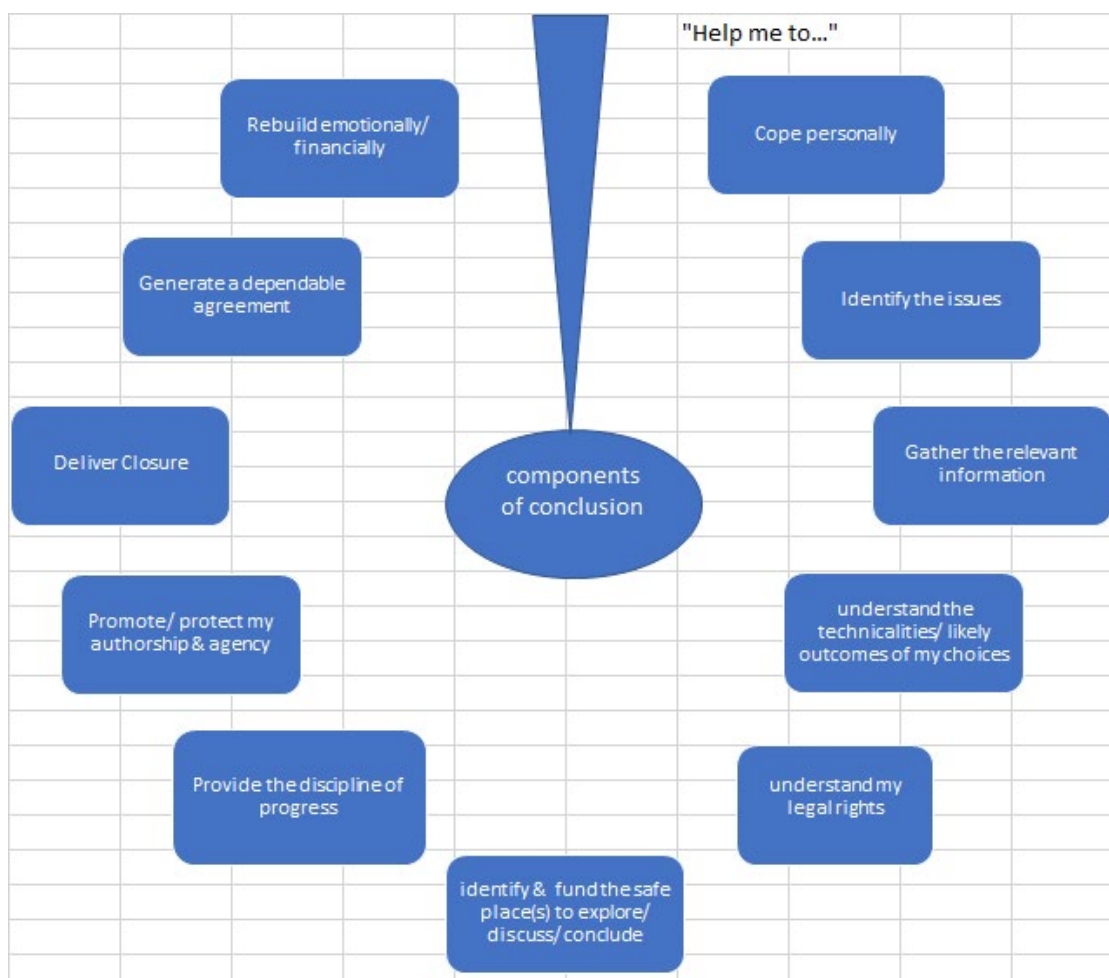 "Help me to..."
Cope personally
Identify the issues
Gather the relevant
information
understand the
technicalities/ likely
outcomes of my choices
understand my
legal rights
identify & fund the safe
place(s) to explore/
discuss/ conclude
Provide the discipline of
progress
Promote/ protect my
authorship & agency
Deliver Closure
Generate a dependable
agreement
Rebuild emotionally/
financially
components
of conclusion